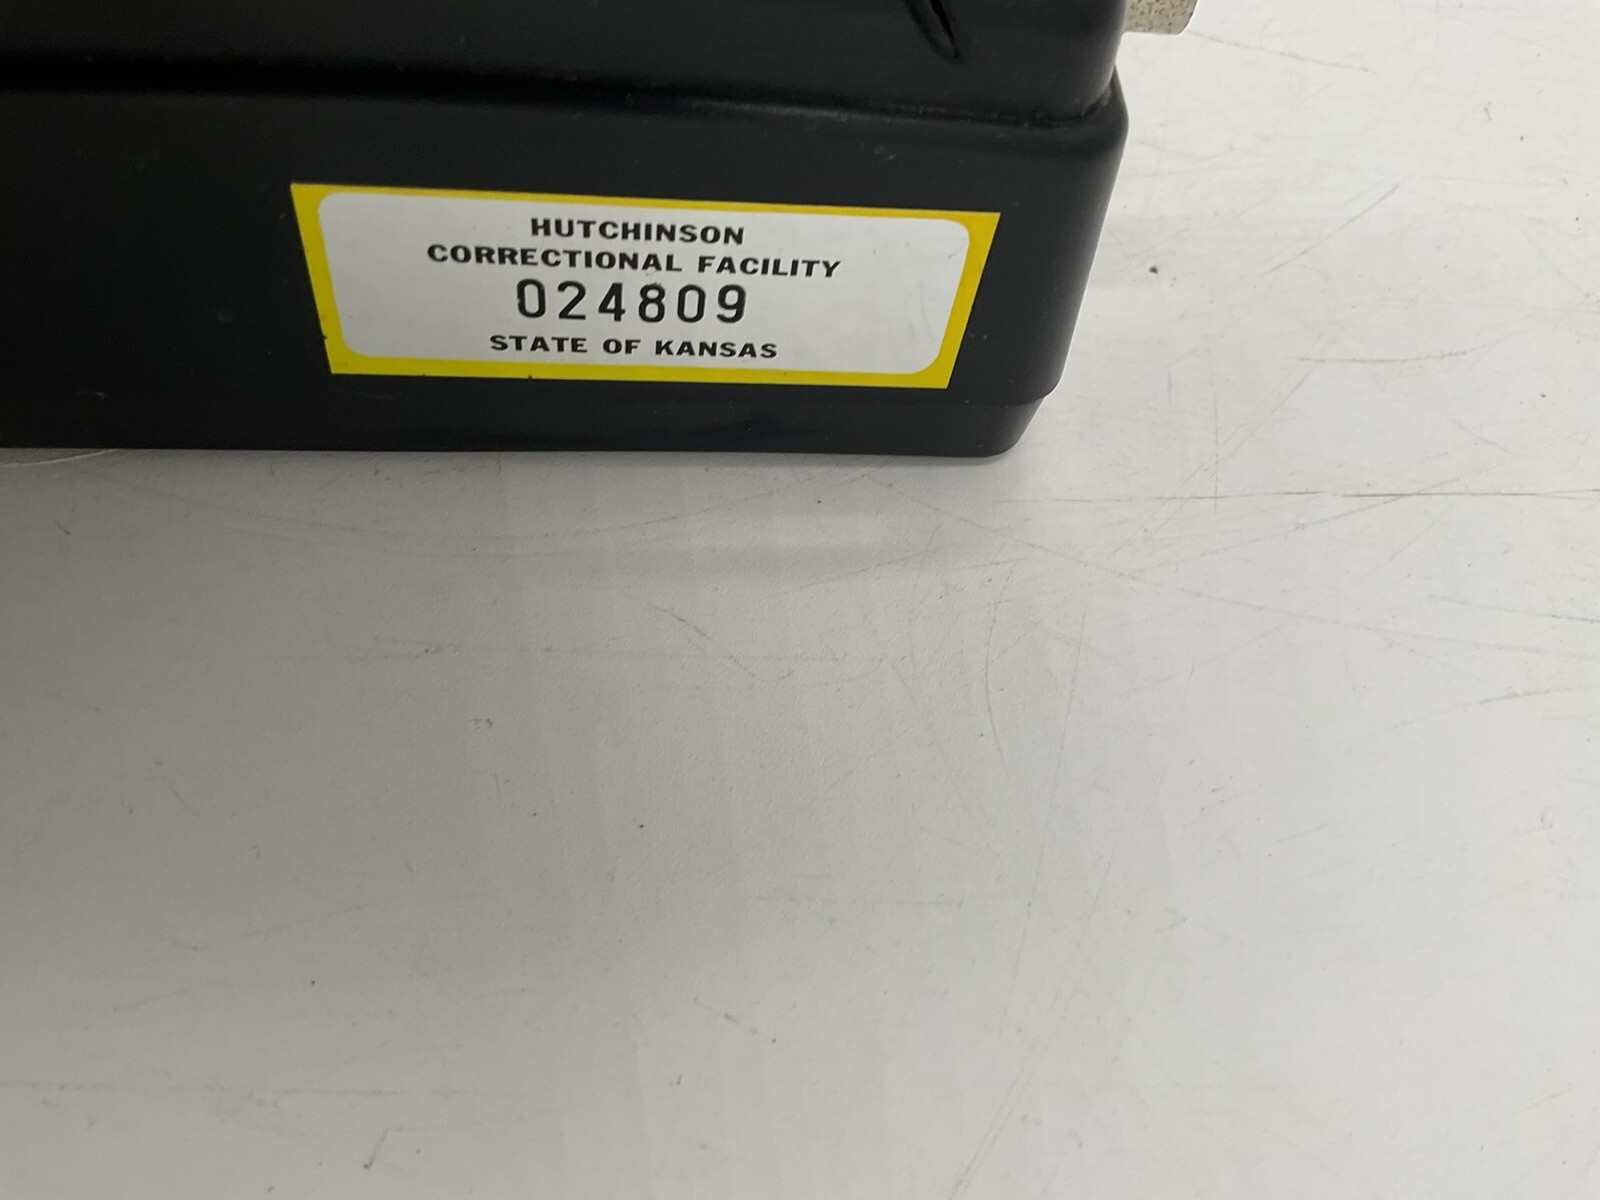 HUTCHINSON
CORRECTIONAL FACILITY
024809
STATE OF KANSAS